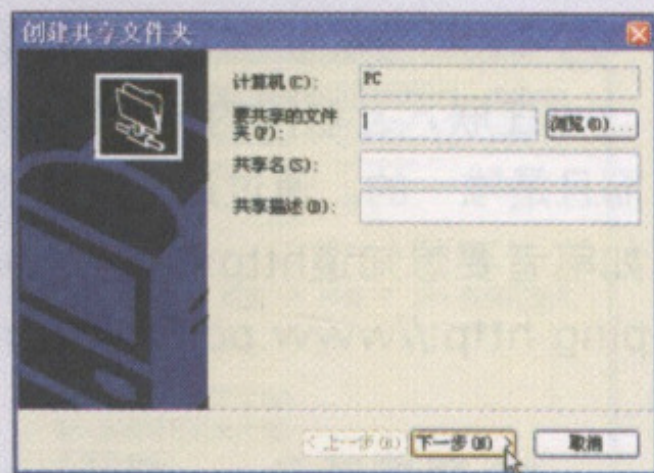 创建共享文件夹
计算机(C): PC
要共享的文件
夹(F): 浏览(O)...
共享名(S):
共享描述(D):
< 上一步(B) 下一步(N) > 取消